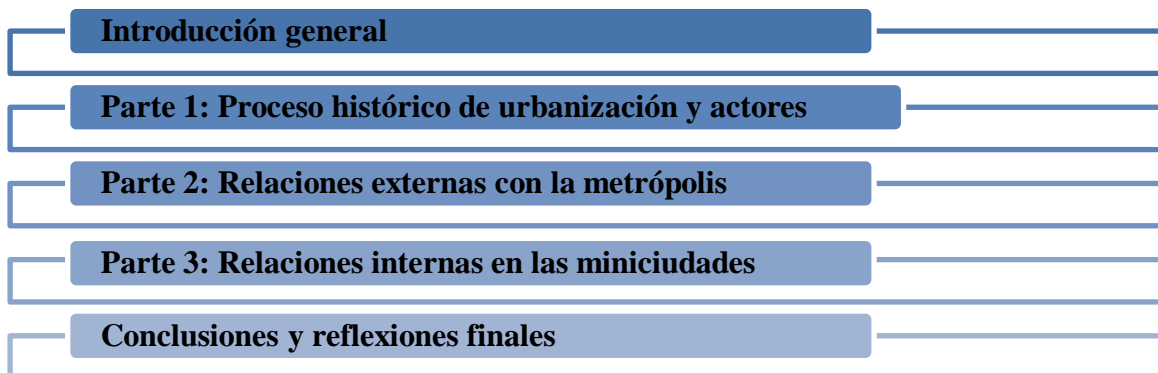 Introducción general
Parte 1: Proceso histórico de urbanización y actores
Parte 2: Relaciones externas con la metrópolis
Parte 3: Relaciones internas en las miniciudades
Conclusiones y reflexiones finales